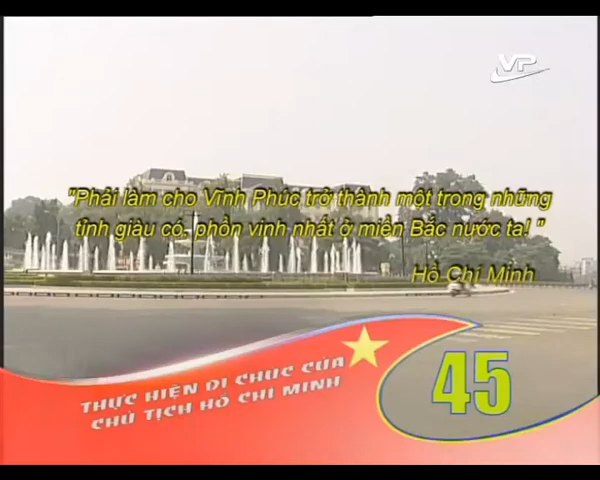 VP
"Phải làm cho Vĩnh Phúc trở thành một trong những
tỉnh giàu có, phồn vinh nhất ở miền Bắc nước ta! "
Hồ Chí Minh
THỰC HIỆN DI CHÚC CỦA
CHỦ TỊCH HỒ CHÍ MINH
45